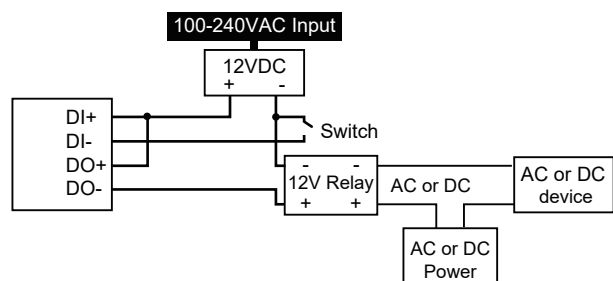 100-240VAC Input
12VDC
+ -
DI+
DI-
DO+
DO-
Switch
- -
12V Relay
+ +
AC or DC
AC or DC
device
AC or DC
Power